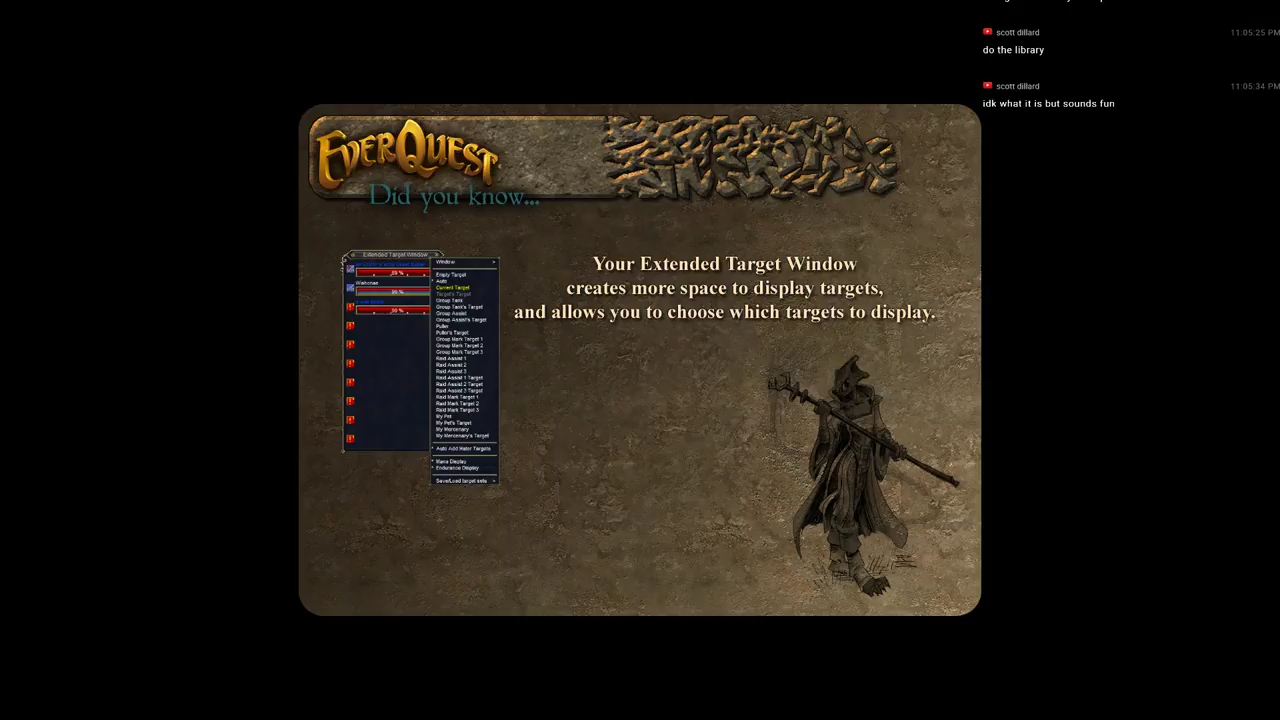 scott dillard
11:05:25 PM
do the library
scott dillard
11:05:34 PM
idk what it is but sounds fun
EverQuest
Did you know...
Your Extended Target Window
creates more space to display targets,
and allows you to choose which targets to display.
Extended Target Window
Waihonae
Window
Empty Target
Auto
Current Target
Target's Target
Group Tank
Group Tank's Target
Group Assist
Group Assist's Target
Puller
Puller's Target
Group Mark Target 1
Group Mark Target 2
Group Mark Target 3
Raid Assist 1
Raid Assist 2
Raid Assist 3
Raid Assist 1 Target
Raid Assist 2 Target
Raid Assist 3 Target
Raid Mark Target 1
Raid Mark Target 2
Raid Mark Target 3
My Pet
My Pet's Target
My Mercenary
My Mercenary's Target
Auto Add Hater Targets
Mana Display
Endurance Display
Save/Load target sets